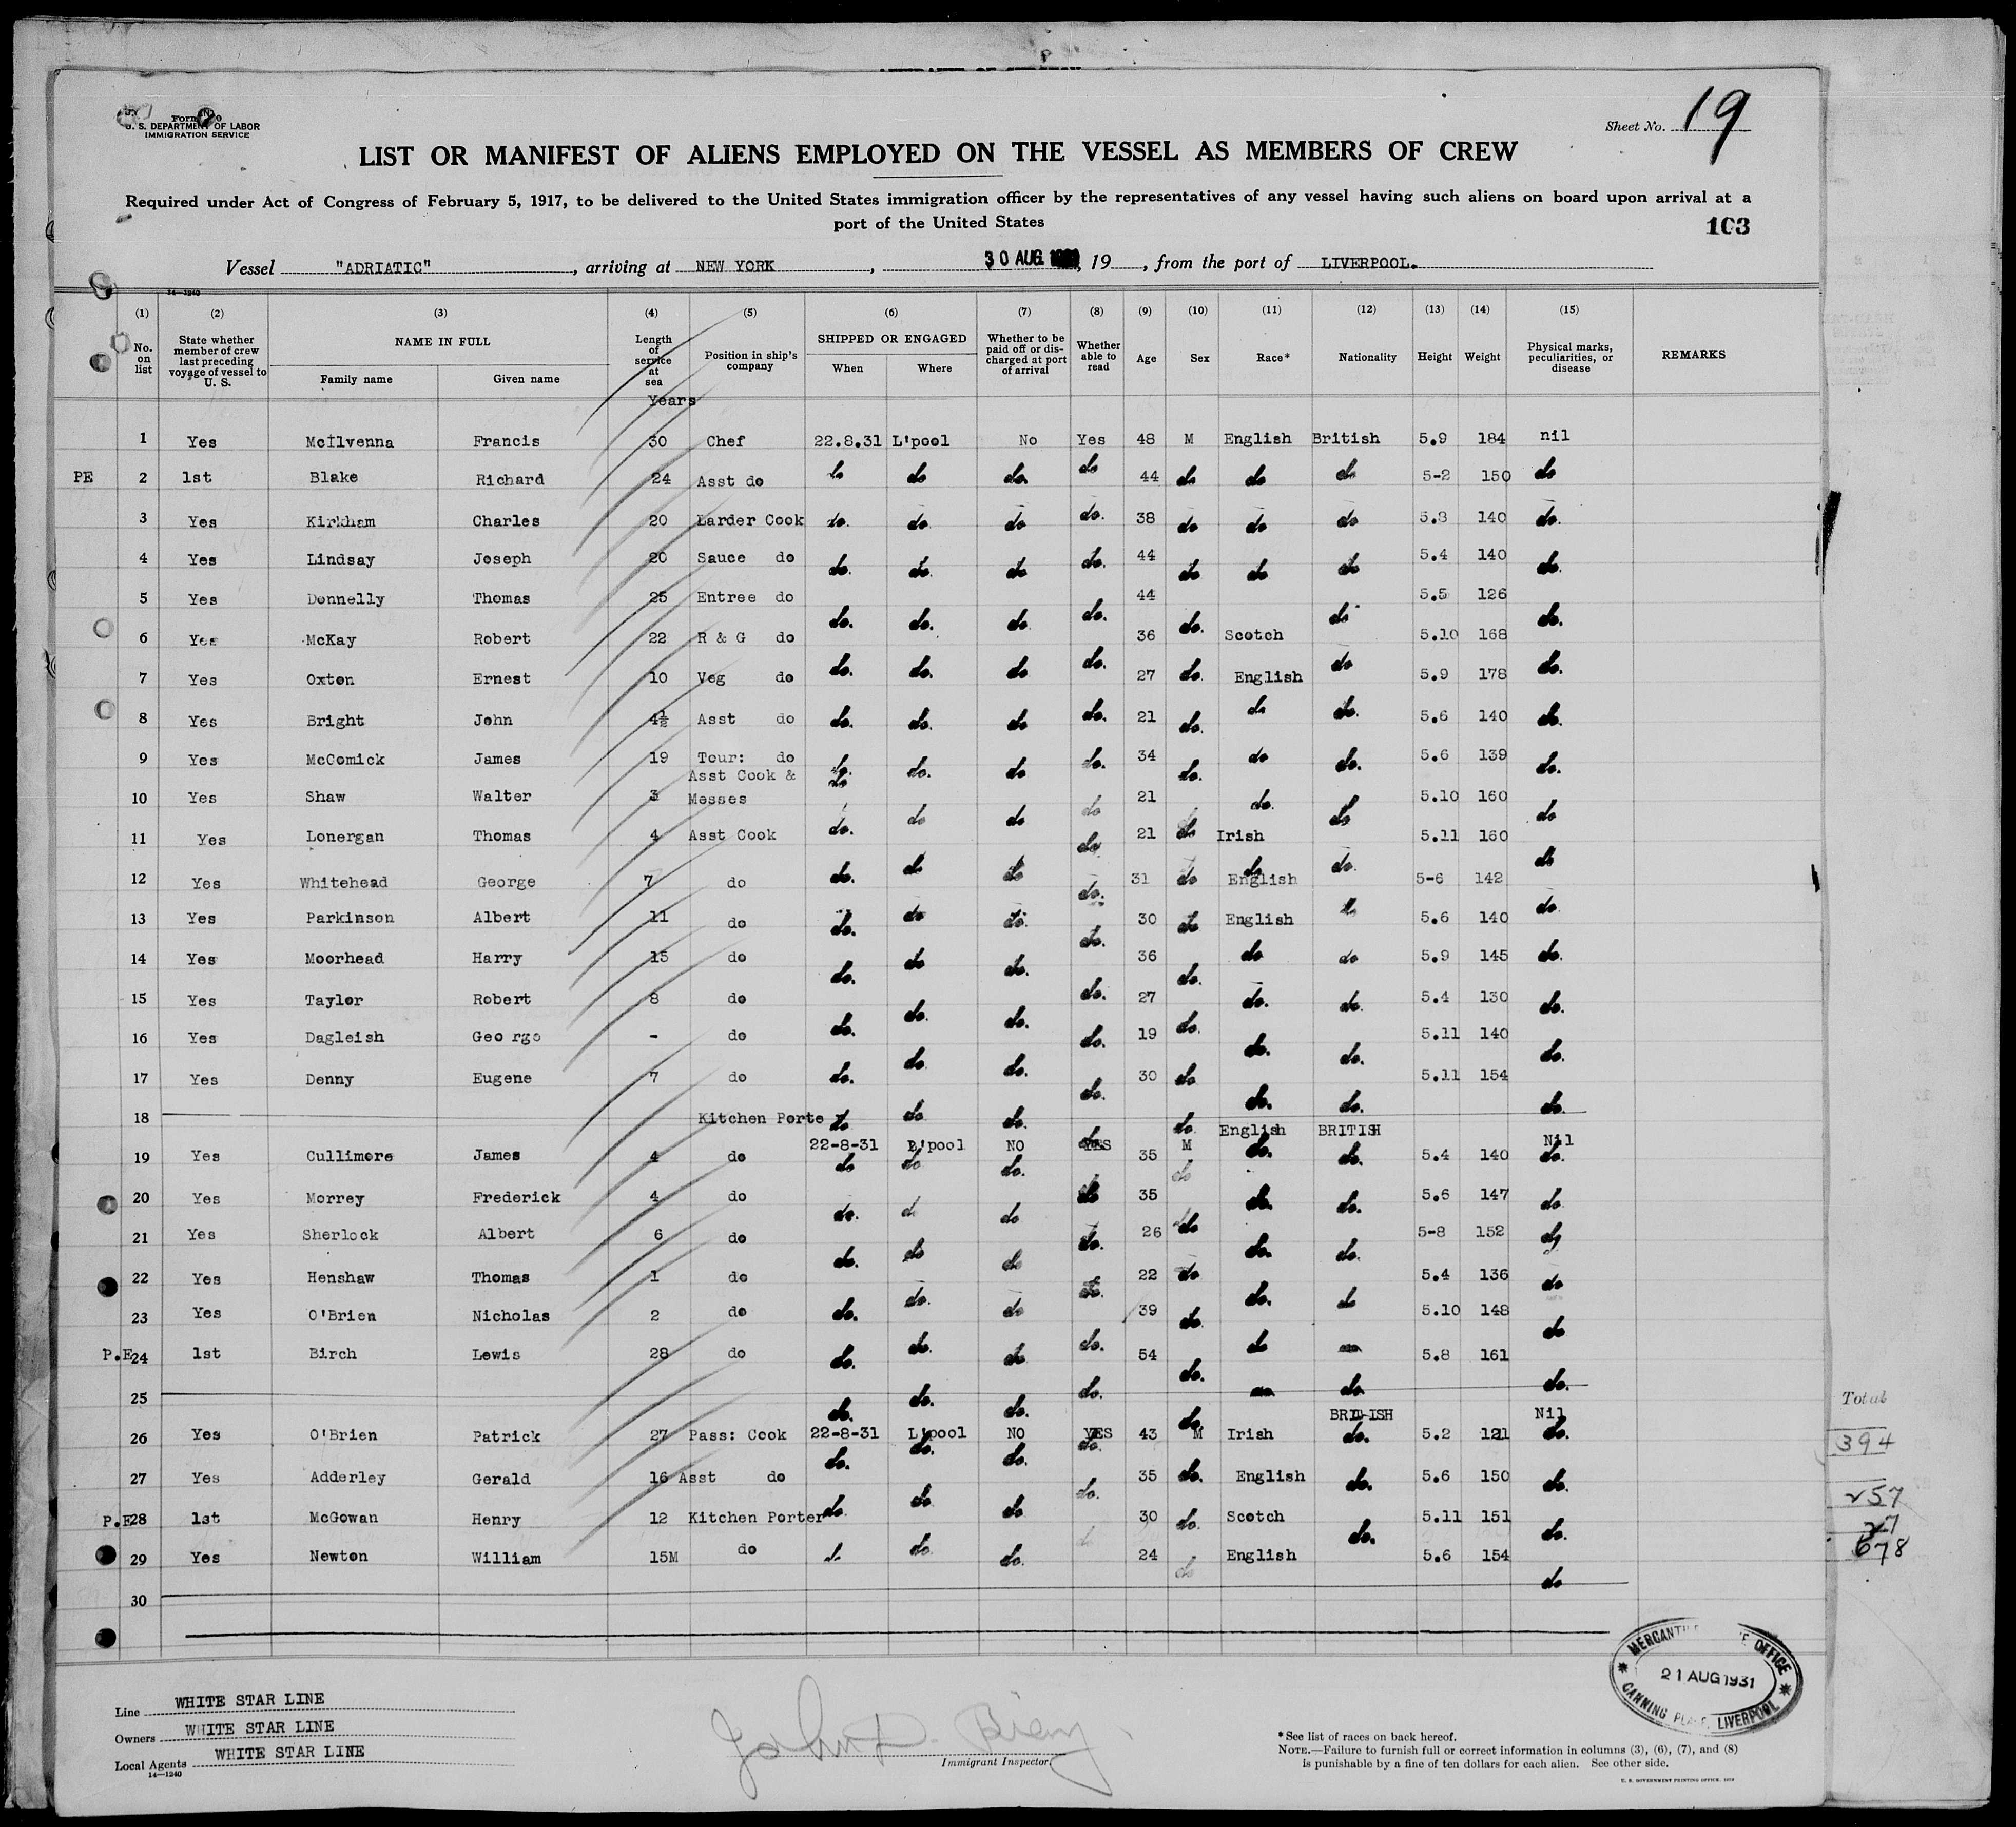 U. S. DEPARTMENT OF LABOR
IMMIGRATION SERVICE
Sheet No. 19
LIST OR MANIFEST OF ALIENS EMPLOYED ON THE VESSEL AS MEMBERS OF CREW
Required under Act of Congress of February 5, 1917, to be delivered to the United States immigration officer by the representatives of any vessel having such aliens on board upon arrival at a
port of the United States
103
Vessel "ADRIATIC", arriving at NEW YORK, 30 AUG 19, from the port of LIVERPOOL.
14—1240
(1) (2) (3) (4) (5) (6) (7) (8) (9) (10) (11) (12) (13) (14) (15)
No. on list State whether member of crew last preceding voyage of vessel to U. S. NAME IN FULL Family name Given name Length of service at sea Position in ship's company SHIPPED OR ENGAGED When Where Whether to be paid off or discharged at port of arrival Whether able to read Age Sex Race* Nationality Height Weight Physical marks, peculiarities, or disease REMARKS
Years
1 Yes McIlvenna Francis 30 Chef 22.8.31 L'pool No Yes 48 M English British 5.9 184 nil
PE 2 1st Blake Richard 24 Asst do do do do do 44 do do do 5-2 150 do
3 Yes Kirkham Charles 20 Larder Cook do. do. do do. 38 do do do 5.8 140 do.
4 Yes Lindsay Joseph 20 Sauce do do. do. do do. 44 do do do 5.4 140 do.
5 Yes Donnelly Thomas 25 Entree do do. do. do do. 44 do. do 5.5 126 do.
6 Yes McKay Robert 22 R & G do do. do. do do. 36 do. Scotch do 5.10 168 do.
7 Yes Oxton Ernest 10 Veg do do. do. do do. 27 do. English do. 5.9 178 do.
8 Yes Bright John 4½ Asst do do. do. do do. 21 do. do 5.6 140 do.
9 Yes McComick James 19 Tour: do do. do. do do. 34 do. do do. 5.6 139 do.
10 Yes Shaw Walter 3 Asst Cook & Messes do. do do do 21 do. do 5.10 160 do
11 Yes Lonergan Thomas 4 Asst Cook do. do do do. 21 do Irish do. 5.11 160 do
12 Yes Whitehead George 7 do do. do do do. 31 do English do 5-6 142 do.
13 Yes Parkinson Albert 11 do do. do do. do. 30 do English 5.6 140
14 Yes Moorhead Harry 15 do do. do do. do. 36 do. do do 5.9 145 do.
15 Yes Taylor Robert 8 do do. do. do. do. 27 do. do. do. 5.4 130 do.
16 Yes Dagleish Geo rge - do do. do. do. do. 19 do. do. 5.11 140 do.
17 Yes Denny Eugene 7 do do. do. do. 30 do do. do. 5.11 154 do.
18 Kitchen Porte do do. do. do.
English BRITISH
22-8-31 L'pool NO YES M Nil
19 Yes Cullimore James 4 do do do do. 35 do do. do. 5.4 140 do.
20 Yes Morrey Frederick 4 do do. do do do 35 do. do. 5.6 147 do.
21 Yes Sherlock Albert 6 do do. do do do. 26 do do. do. 5-8 152 do
22 Yes Henshaw Thomas 1 do do. do do. 22 do do. do 5.4 136 do
23 Yes O'Brien Nicholas 2 do do. do. do 39 do. 5.10 148 do
P.E 24 1st Birch Lewis 28 do do. do. do do. 54 do. do 5.8 161 do.
25 do. do. do. do. do.
BRITISH Nil
26 Yes O'Brien Patrick 27 Pass: Cook 22-8-31 L'pool NO YES 43 M Irish do. 5.2 121 do.
27 Yes Adderley Gerald 16 Asst do do. do. do. 35 do. English do. 5.6 150 do.
P.E 28 1st McGowan Henry 12 Kitchen Porter do. do. do do. 30 do. Scotch do. 5.11 151 do.
29 Yes Newton William 15M do do. do. 24 do English 5.6 154 do
30
Total
394
257
27
678
Line WHITE STAR LINE
Owners WHITE STAR LINE
Local Agents WHITE STAR LINE
14—1240
John D.
Immigrant Inspector.
OFFICE
21 AUG 1931
CANNING PLACE, LIVERPOOL
*See list of races on back hereof.
NOTE.—Failure to furnish full or correct information in columns (3), (6), (7), and (8)
is punishable by a fine of ten dollars for each alien. See other side.
U. S. GOVERNMENT PRINTING OFFICE